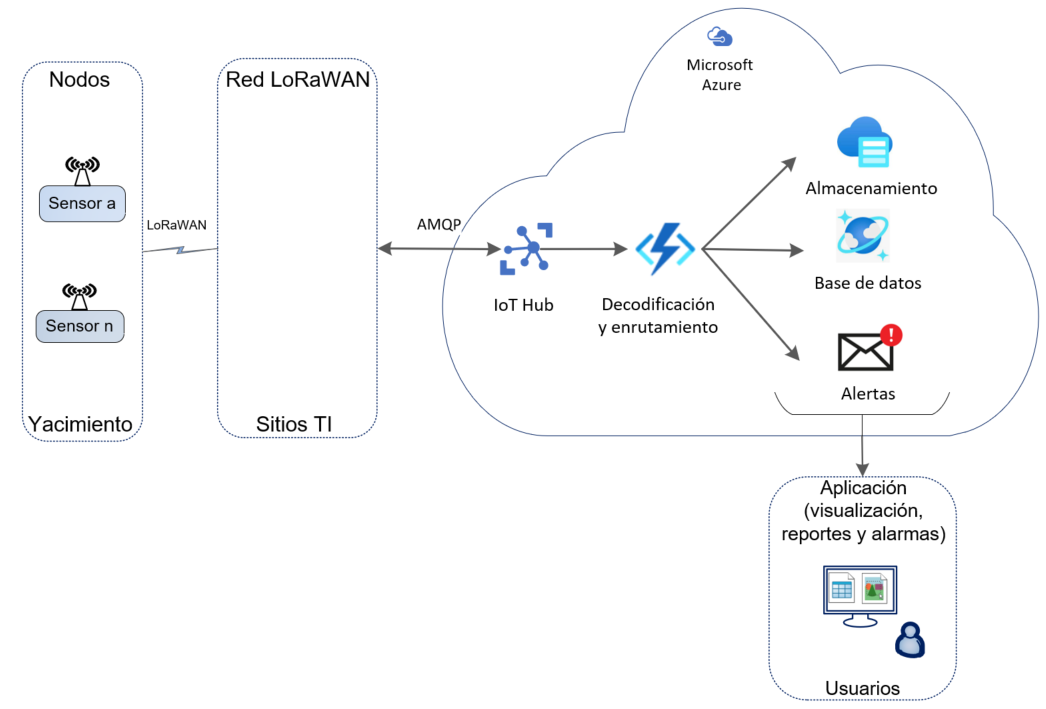 Nodos
Sensor a
Sensor n
Yacimiento
LoRaWAN
Red LoRaWAN
Sitios TI
AMQP
Microsoft
Azure
IoT Hub
Decodificación
y enrutamiento
Almacenamiento
Base de datos
!
Alertas
Aplicación
(visualización,
reportes y alarmas)
Usuarios